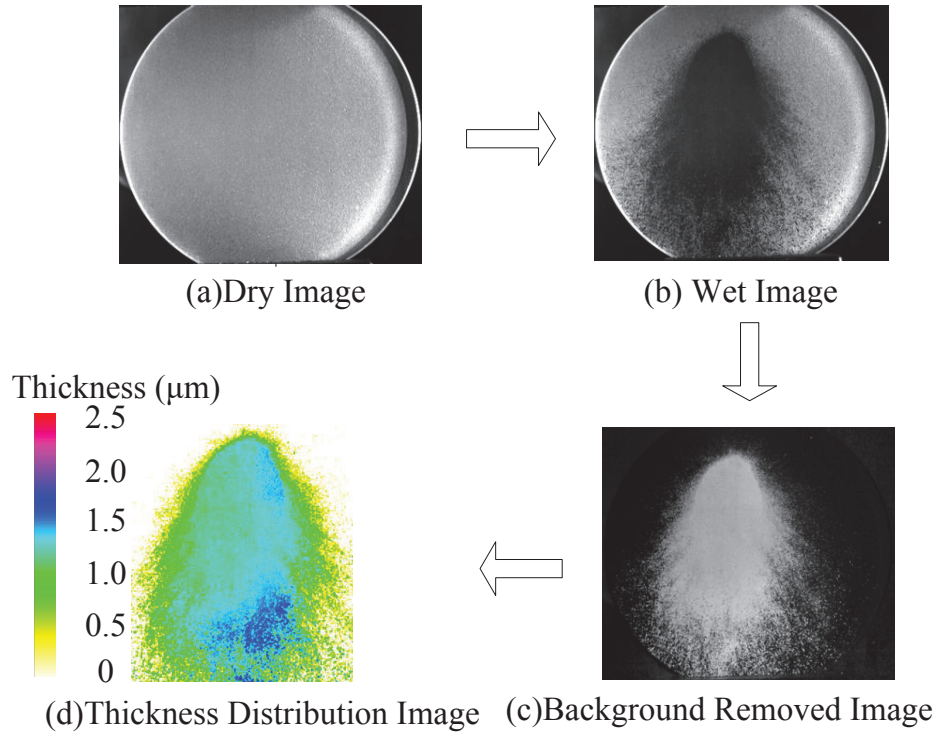 (a)Dry Image
(b) Wet Image
Thickness (μm)
2.5
2.0
1.5
1.0
0.5
0
(d)Thickness Distribution Image
(c)Background Removed Image